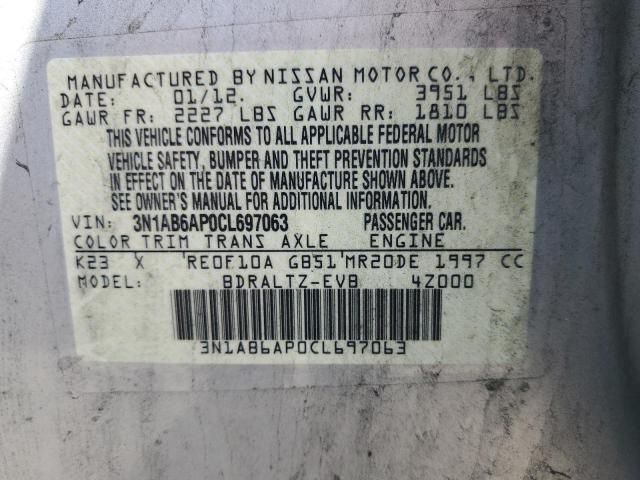 MANUFACTURED BY NISSAN MOTOR CO., LTD.
DATE: 01/12. GVWR: 3951 LBS
GAWR FR: 2227 LBS GAWR RR: 1810 LBS
THIS VEHICLE CONFORMS TO ALL APPLICABLE FEDERAL MOTOR
VEHICLE SAFETY, BUMPER AND THEFT PREVENTION STANDARDS
IN EFFECT ON THE DATE OF MANUFACTURE SHOWN ABOVE.
SEE OWNER'S MANUAL FOR ADDITIONAL INFORMATION.
VIN: 3N1AB6AP0CL697063 PASSENGER CAR.
COLOR TRIM TRANS AXLE ENGINE
K23 X RE0F10A GB51 MR20DE 1997 CC
MODEL: BDRALTZ-EVB 4Z000
3N1AB6AP0CL697063